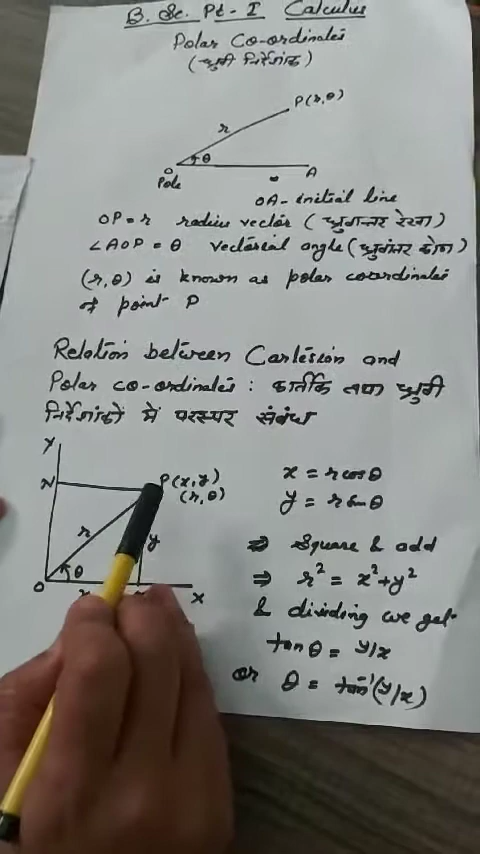 B. Sc. Pt-I Calculus
Polar Co-ordinates
(ध्रुवी निर्देशांक)
P(r,θ)
r
θ
O A
Pole
OA - initial line
OP = r radius vector (ध्रुवान्तर रेखा)
∠AOP = θ vectorial angle (ध्रुवांतर कोण)
(r,θ) is known as polar coordinates
of point P
Relation between Cartesian and
Polar co-ordinates : कार्तीक तथा ध्रुवी
निर्देशांकों में परस्पर संबंध
Y
N P(x,y)
(r,θ)
r
y
θ
O x X
x = r cos θ
y = r sin θ
⇒ Square & add
⇒ r² = x² + y²
& dividing we get
tan θ = y/x
or θ = tan⁻¹(y/x)